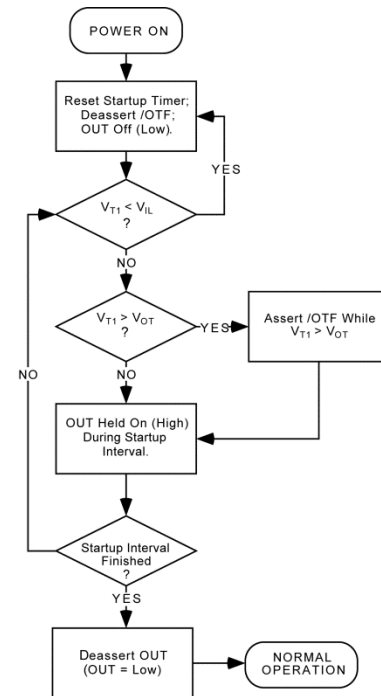 POWER ON
Reset Startup Timer;
Deassert /OTF;
OUT Off (Low).
YES
V_T1 < V_IL
?
NO
V_T1 > V_OT
?
YES
Assert /OTF While
V_T1 > V_OT
NO
NO
OUT Held On (High)
During Startup
Interval.
Startup Interval
Finished
?
YES
Deassert OUT
(OUT = Low)
NORMAL
OPERATION